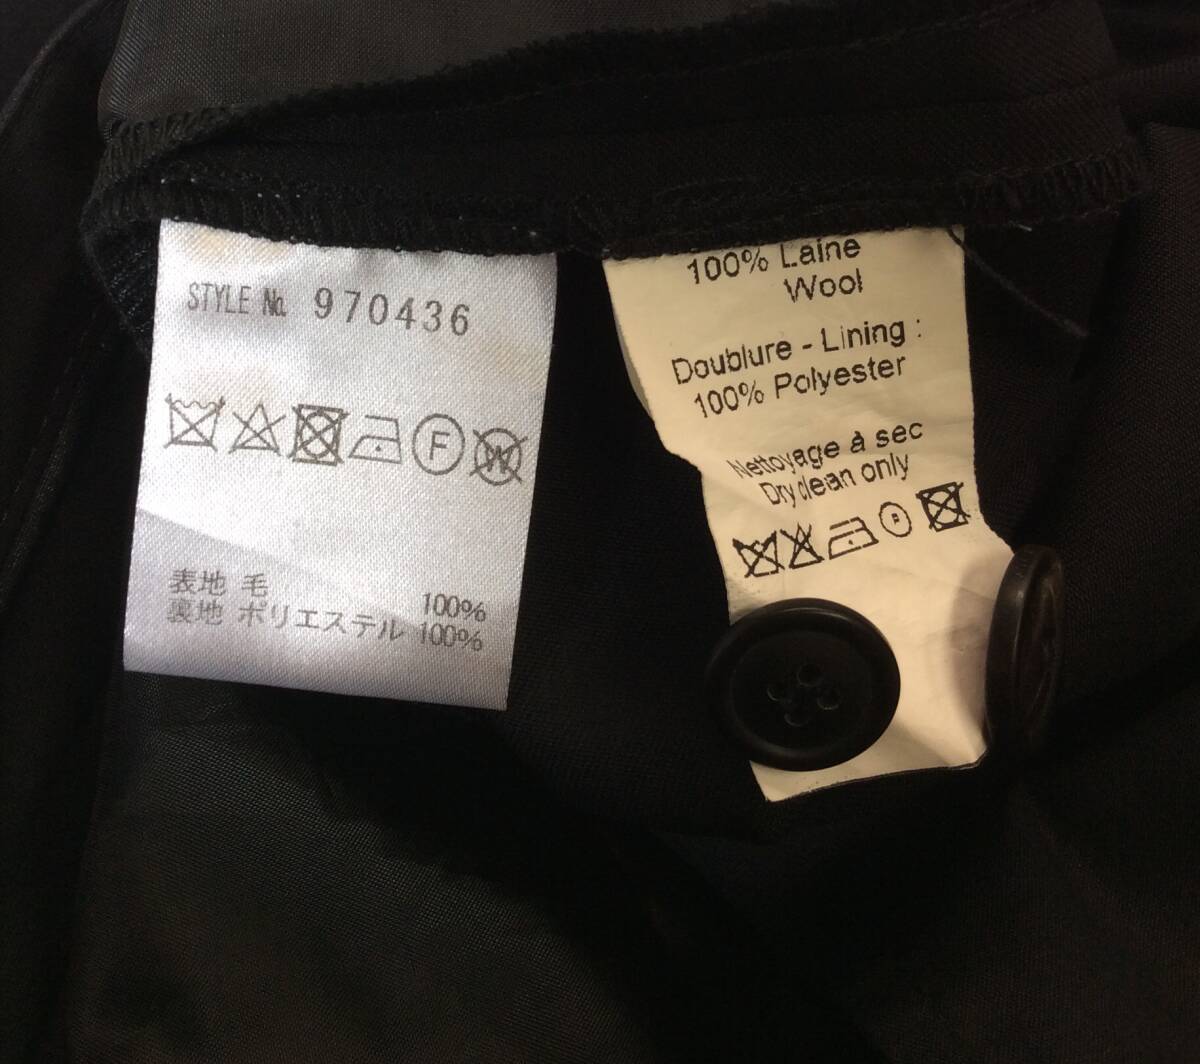 STYLE No. 970436
F W
表地 毛 100%
裏地 ポリエステル 100%
100% Laine
Wool
Doublure - Lining :
100% Polyester
Nettoyage à sec
Dry clean only